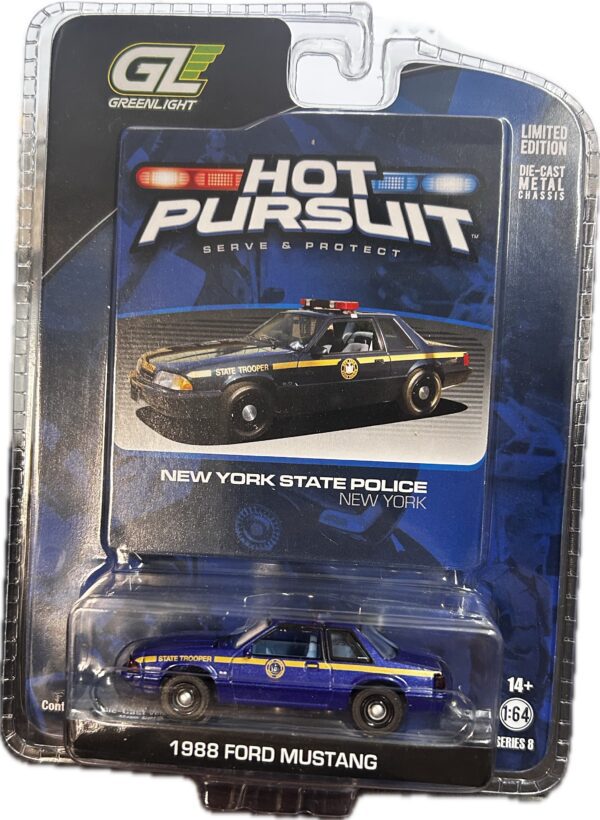 GL
GREENLIGHT
LIMITED
EDITION
DIE-CAST
METAL
CHASSIS
HOT
PURSUIT™
SERVE & PROTECT
STATE TROOPER
NEW YORK STATE POLICE
NEW YORK
STATE TROOPER
14+
1:64
SERIES 8
1988 FORD MUSTANG